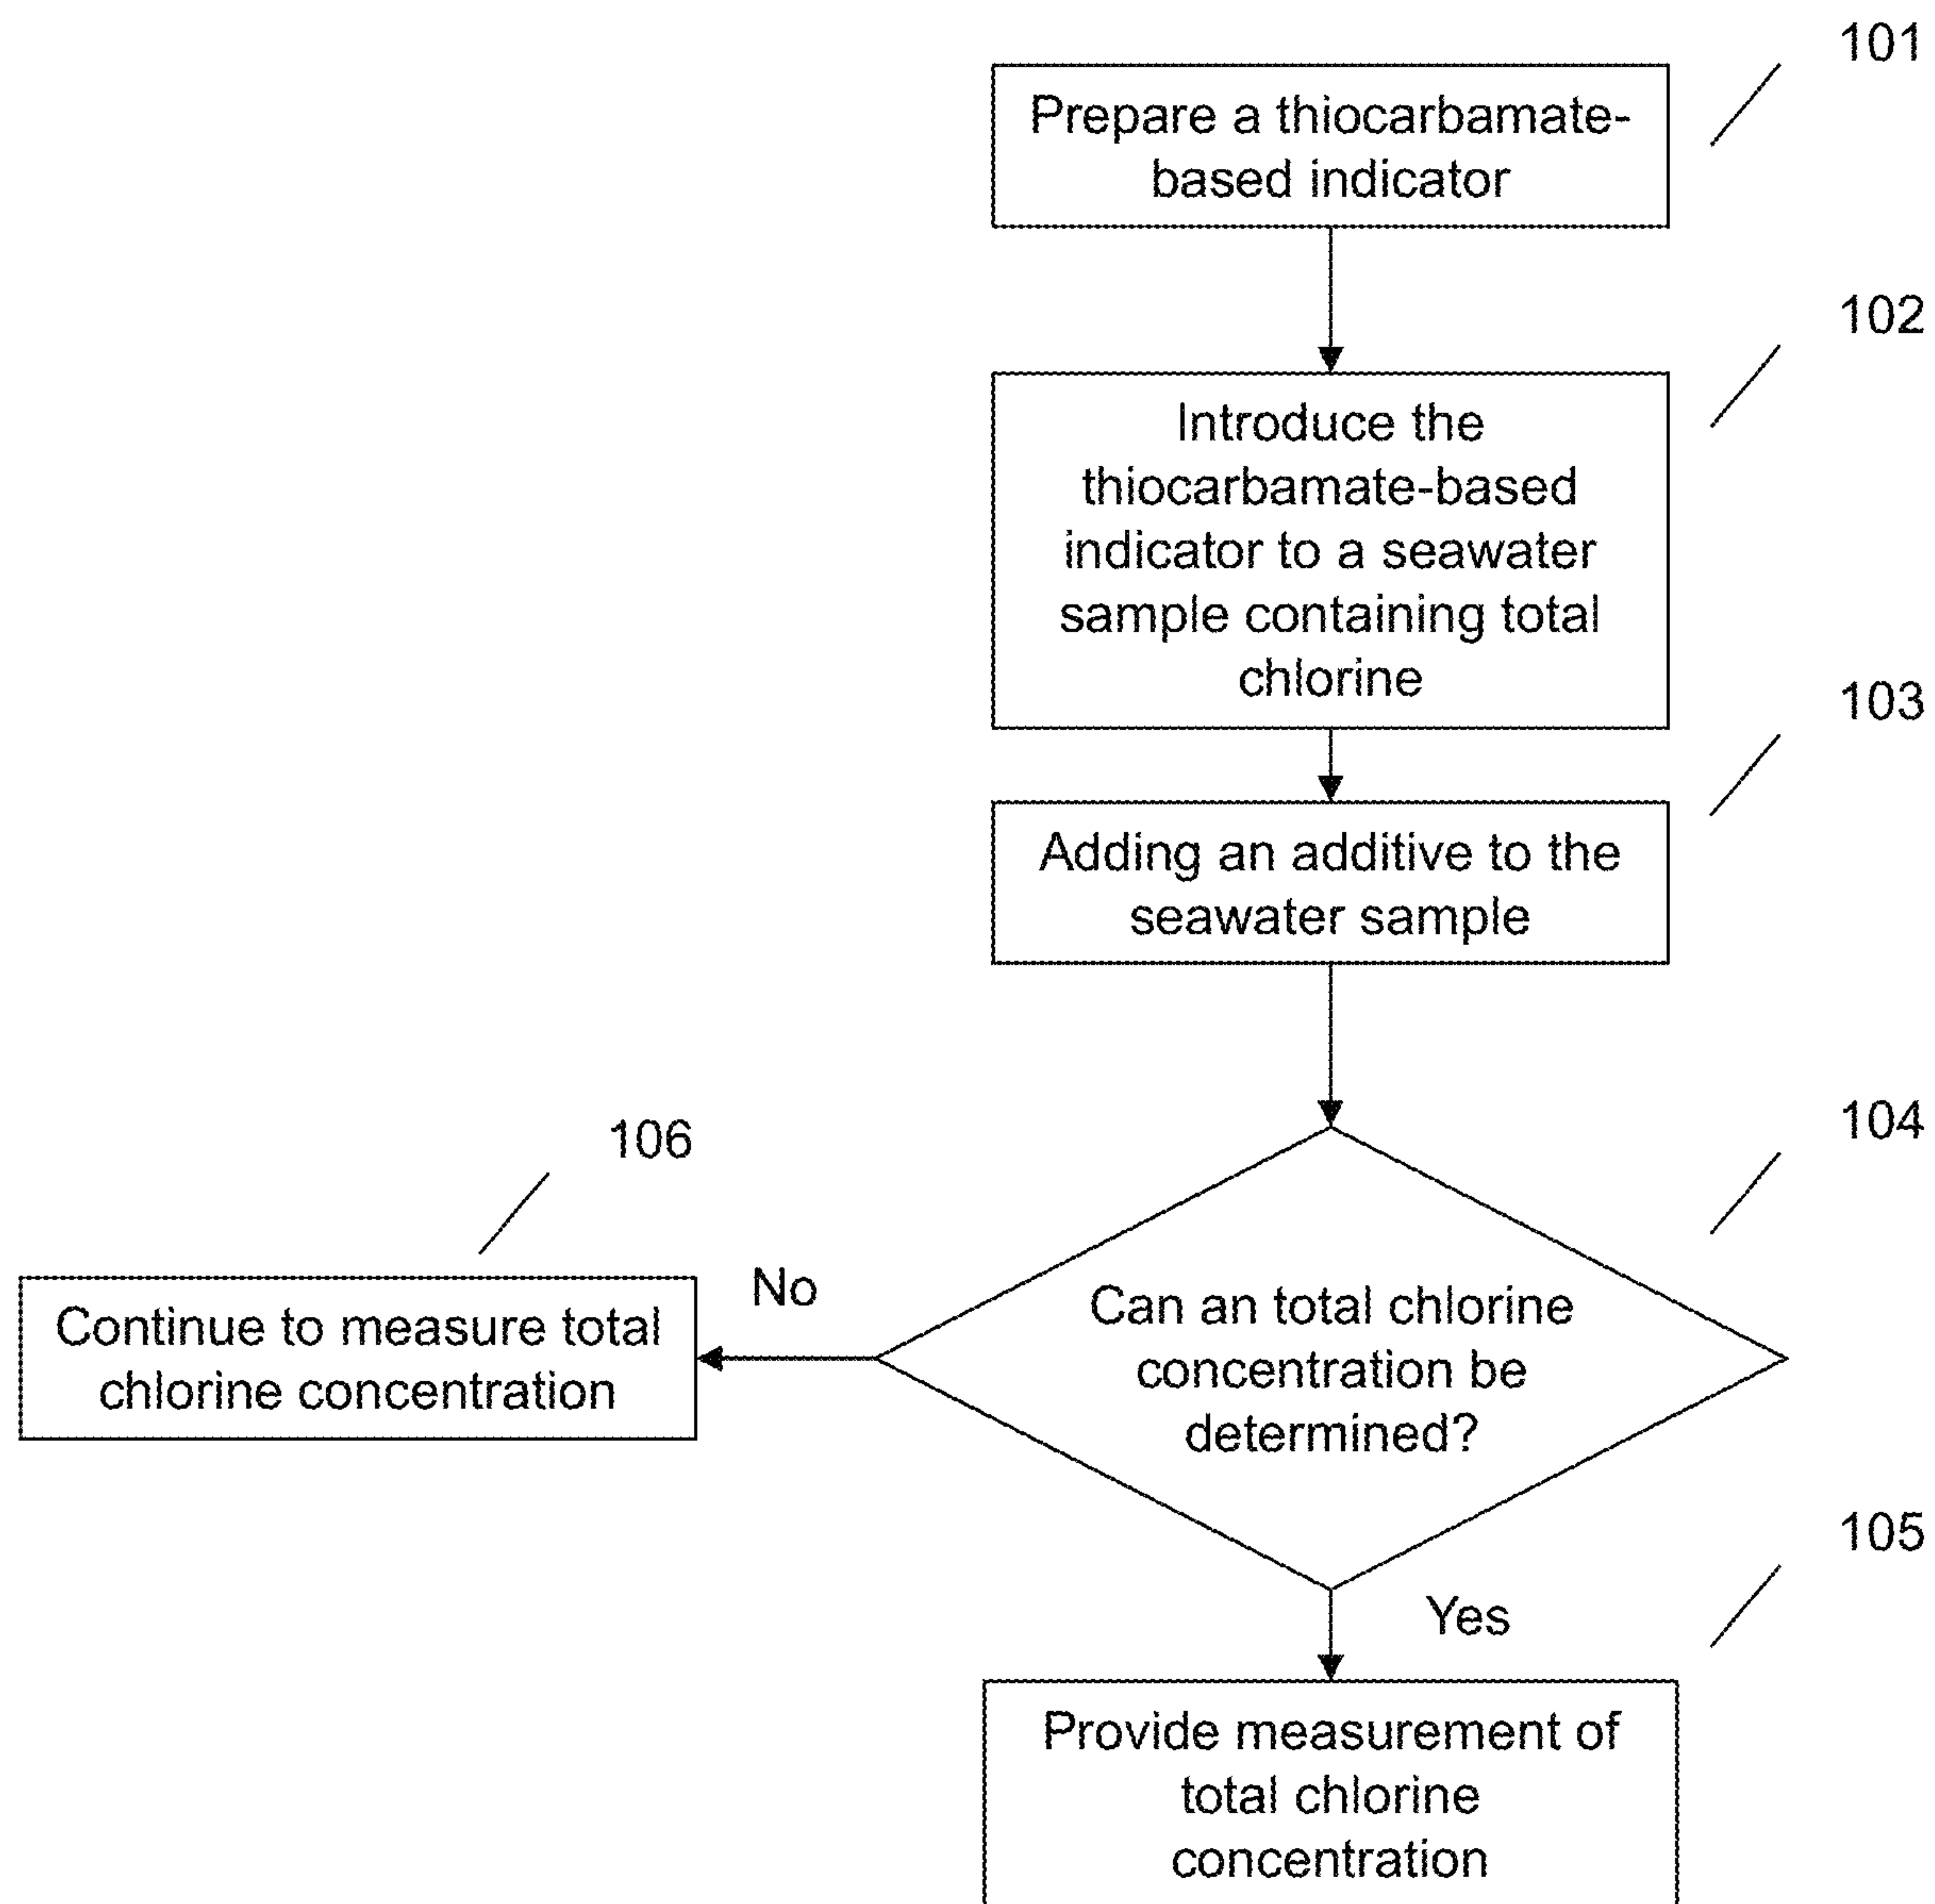 101
Prepare a thiocarbamate-
based indicator
102
Introduce the
thiocarbamate-based
indicator to a seawater
sample containing total
chlorine
103
Adding an additive to the
seawater sample
104
Can an total chlorine
concentration be
determined?
No
106
Continue to measure total
chlorine concentration
Yes
105
Provide measurement of
total chlorine
concentration